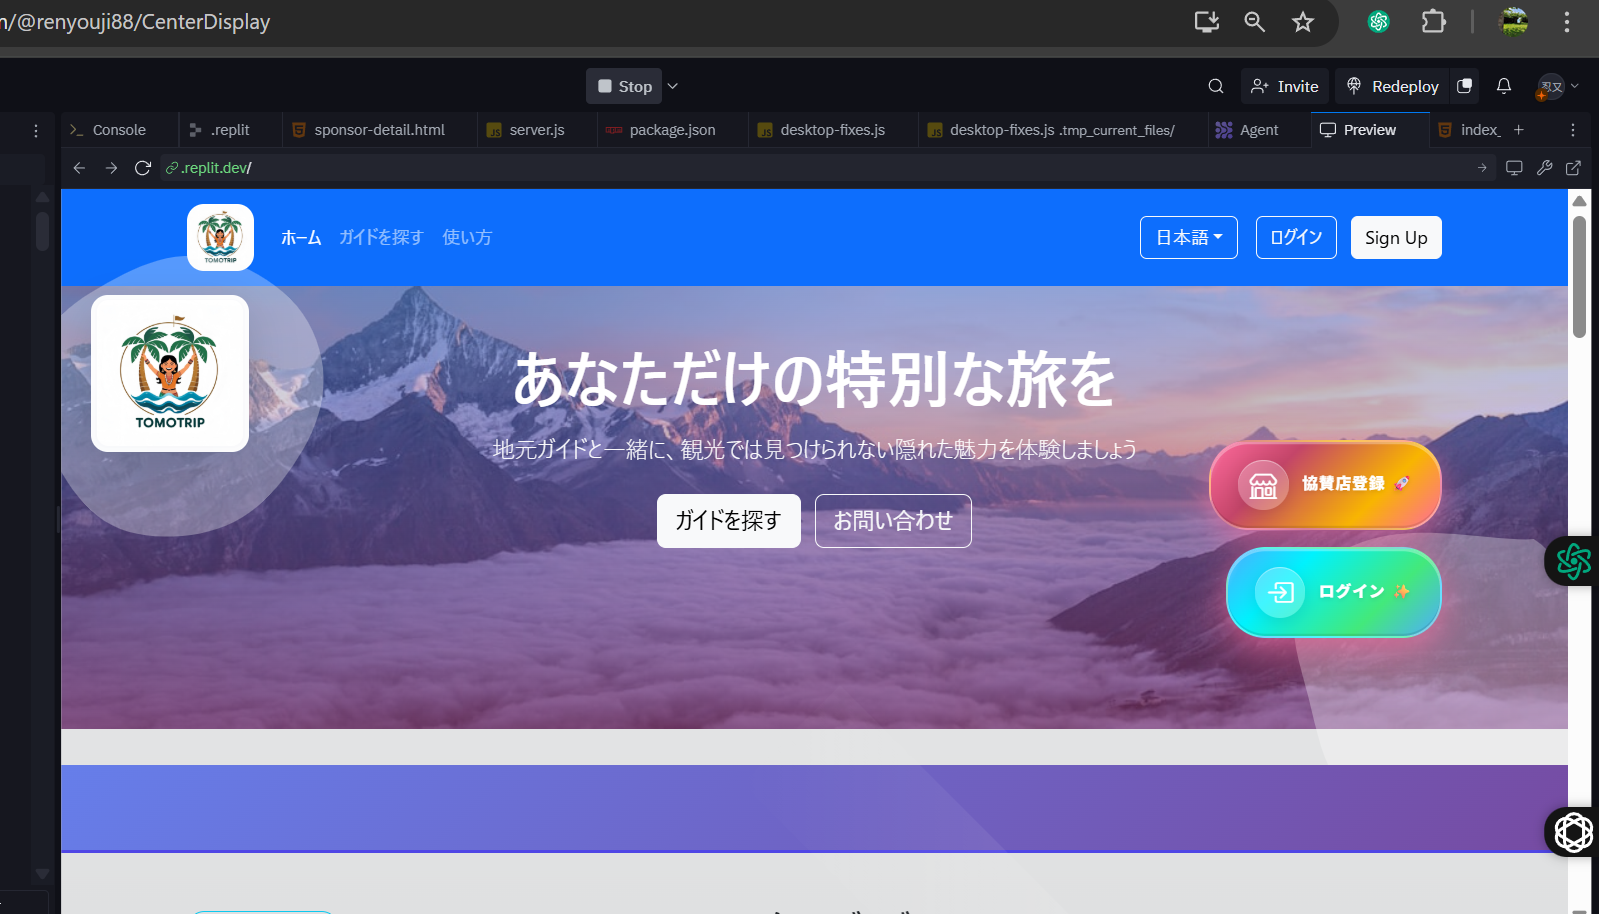 /@renyouji88/CenterDisplay
Stop
Invite
Redeploy
忍又
Console
.replit
sponsor-detail.html
server.js
package.json
desktop-fixes.js
desktop-fixes.js .tmp_current_files/
Agent
Preview
index_
.replit.dev/
TOMOTRIP
ホーム
ガイドを探す
使い方
日本語
ログイン
Sign Up
TOMOTRIP
あなただけの特別な旅を
地元ガイドと一緒に、観光では見つけられない隠れた魅力を体験しましょう
ガイドを探す
お問い合わせ
協賛店登録 🚀
ログイン ✨